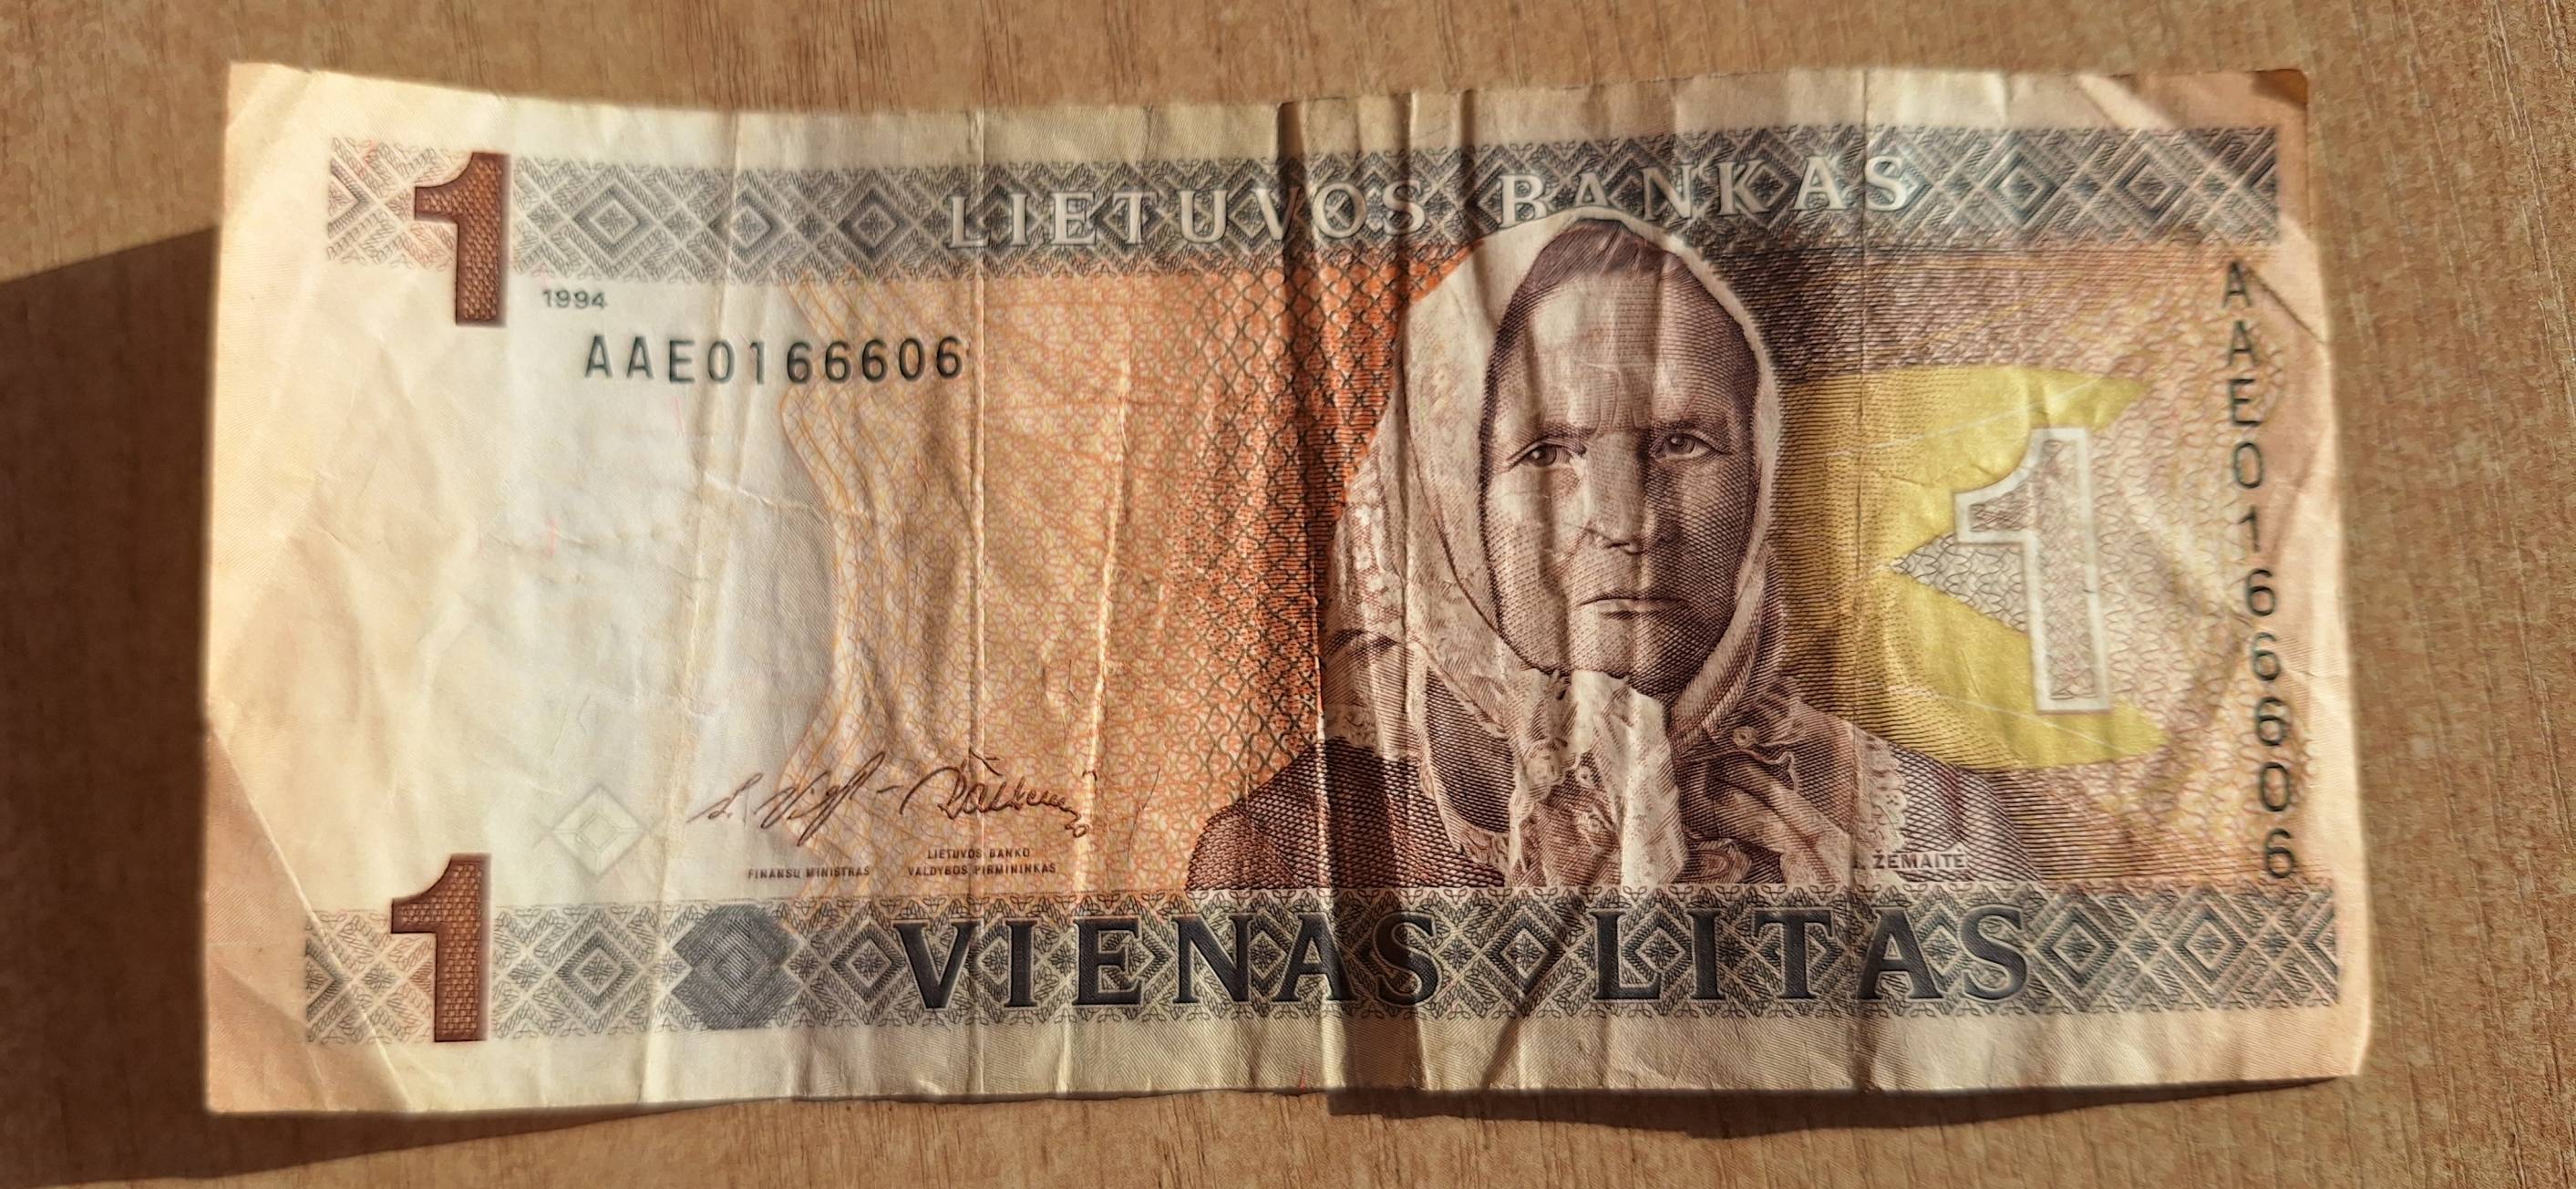 1
LIETUVOS BANKAS
1994
AAE0166606
AAE0166606
1
FINANSŲ MINISTRAS
LIETUVOS BANKO
VALDYBOS PIRMININKAS
ŽEMAITĖ
1
VIENAS LITAS